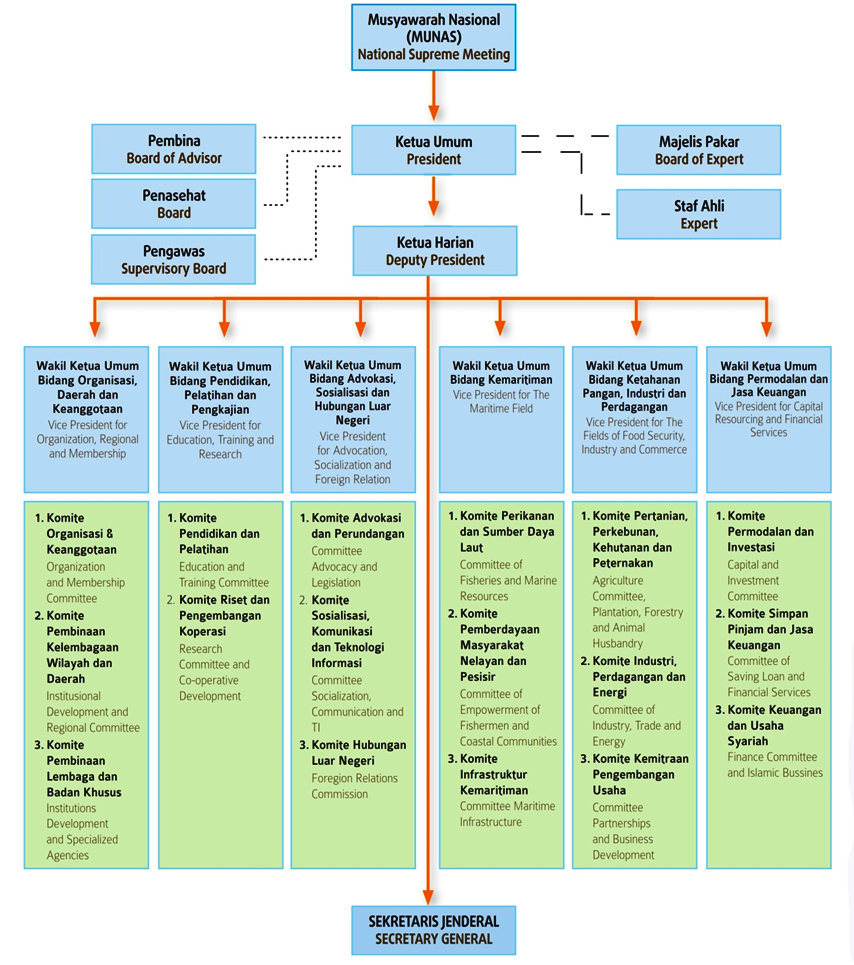 Musyawarah Nasional
(MUNAS)
National Supreme Meeting
Pembina
Board of Advisor
Ketua Umum
President
Majelis Pakar
Board of Expert
Penasehat
Board
Staf Ahli
Expert
Pengawas
Supervisory Board
Ketua Harian
Deputy President
Wakil Ketua Umum
Bidang Organisasi,
Daerah dan
Keanggotaan
Vice President for
Organization, Regional
and Membership
Wakil Ketua Umum
Bidang Pendidikan,
Pelatihan dan
Pengkajian
Vice President for
Education, Training and
Research
Wakil Ketua Umum
Bidang Advokasi,
Sosialisasi dan
Hubungan Luar
Negeri
Vice President
for Advocation,
Socialization and
Foreign Relation
Wakil Ketua Umum
Bidang Kemaritiman
Vice President for The
Maritime Field
Wakil Ketua Umum
Bidang Ketahanan
Pangan, Industri dan
Perdagangan
Vice President for The
Fields of Food Security,
Industry and Commerce
Wakil Ketua Umum
Bidang Permodalan dan
Jasa Keuangan
Vice President for Capital
Resourcing and Financial
Services
1. Komite
Organisasi &
Keanggotaan
Organization
and Membership
Committee
2. Komite
Pembinaan
Kelembagaan
Wilayah dan
Daerah
Institusional
Development and
Regional Committee
3. Komite
Pembinaan
Lembaga dan
Badan Khusus
Institutions
Development
and Specialized
Agencies
1. Komite
Pendidikan dan
Pelatihan
Education and
Training Committee
2. Komite Riset dan
Pengembangan
Koperasi
Research
Committee and
Co-operative
Development
1. Komite Advokasi
dan Perundangan
Committee
Advocacy and
Legislation
2. Komite
Sosialisasi,
Komunikasi
dan Teknologi
Informasi
Committee
Socialization,
Communication and
TI
3. Komite Hubungan
Luar Negeri
Foregion Relations
Commission
1. Komite Perikanan
dan Sumber Daya
Laut
Committee of
Fisheries and Marine
Resources
2. Komite
Pemberdayaan
Masyarakat
Nelayan dan
Pesisir
Committee of
Empowerment of
Fishermen and
Coastal Communities
3. Komite
Infrastruktur
Kemaritiman
Committee Maritime
Infrastructure
1. Komite Pertanian,
Perkebunan,
Kehutanan dan
Peternakan
Agriculture
Committee,
Plantation, Forestry
and Animal
Husbandry
2. Komite Industri,
Perdagangan dan
Energi
Committee of
Industry, Trade and
Energy
3. Komite Kemitraan
Pengembangan
Usaha
Committee
Partnerships
and Business
Development
1. Komite
Permodalan dan
Investasi
Capital and
Investment
Committee
2. Komite Simpan
Pinjam dan Jasa
Keuangan
Committee of
Saving Loan and
Financial Services
3. Komite Keuangan
dan Usaha
Syariah
Finance Committee
and Islamic Bussines
SEKRETARIS JENDERAL
SECRETARY GENERAL